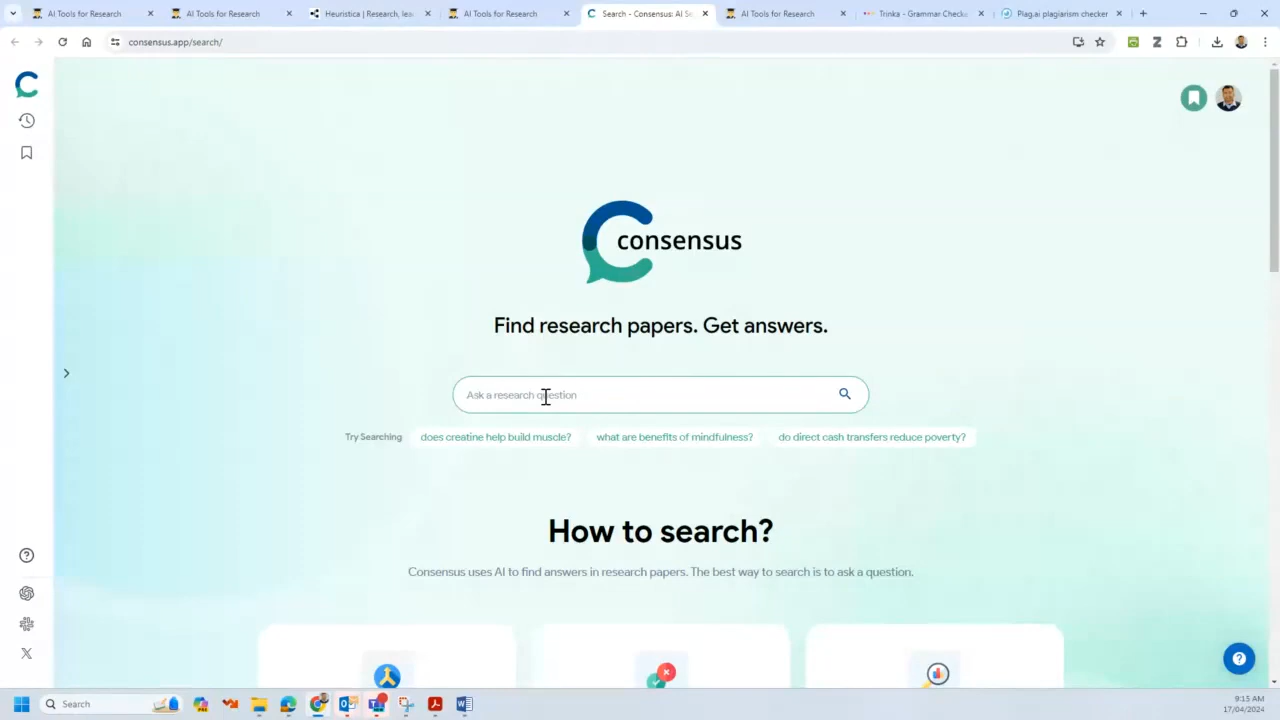 AI Tools for Research
AI Tools for Research
Heuristica | Research, lea
AI Tools for Research
Search - Consensus: AI Se
AI Tools for Research
Trinka - Grammar Check
Plag.ai plagiarism checker
consensus.app/search/
consensus
Find research papers. Get answers.
Ask a research question
Try Searching
does creatine help build muscle?
what are benefits of mindfulness?
do direct cash transfers reduce poverty?
How to search?
Consensus uses AI to find answers in research papers. The best way to search is to ask a question.
Search
9:15 AM
17/04/2024